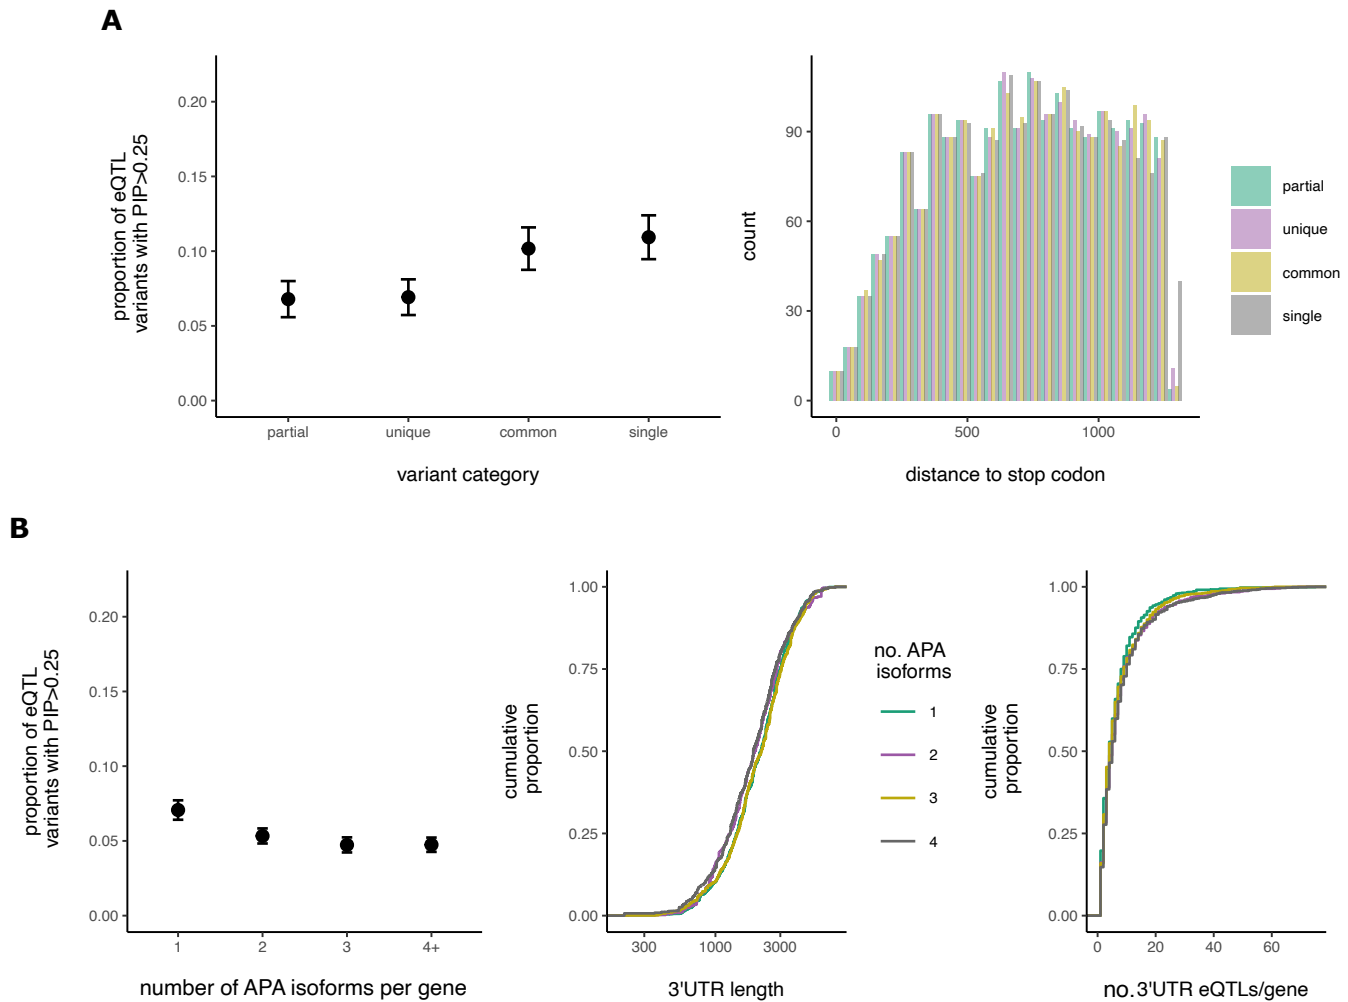 A
proportion of eQTL
variants with PIP>0.25
0.20
0.15
0.10
0.05
0.00
partial unique common single
variant category
count
90
60
30
0
0 500 1000
distance to stop codon
partial
unique
common
single
B
proportion of eQTL
variants with PIP>0.25
0.20
0.15
0.10
0.05
0.00
1 2 3 4+
number of APA isoforms per gene
cumulative
proportion
1.00
0.75
0.50
0.25
0.00
300 1000 3000
3'UTR length
no. APA
isoforms
1
2
3
4
cumulative
proportion
1.00
0.75
0.50
0.25
0.00
0 20 40 60
no.3'UTR eQTLs/gene